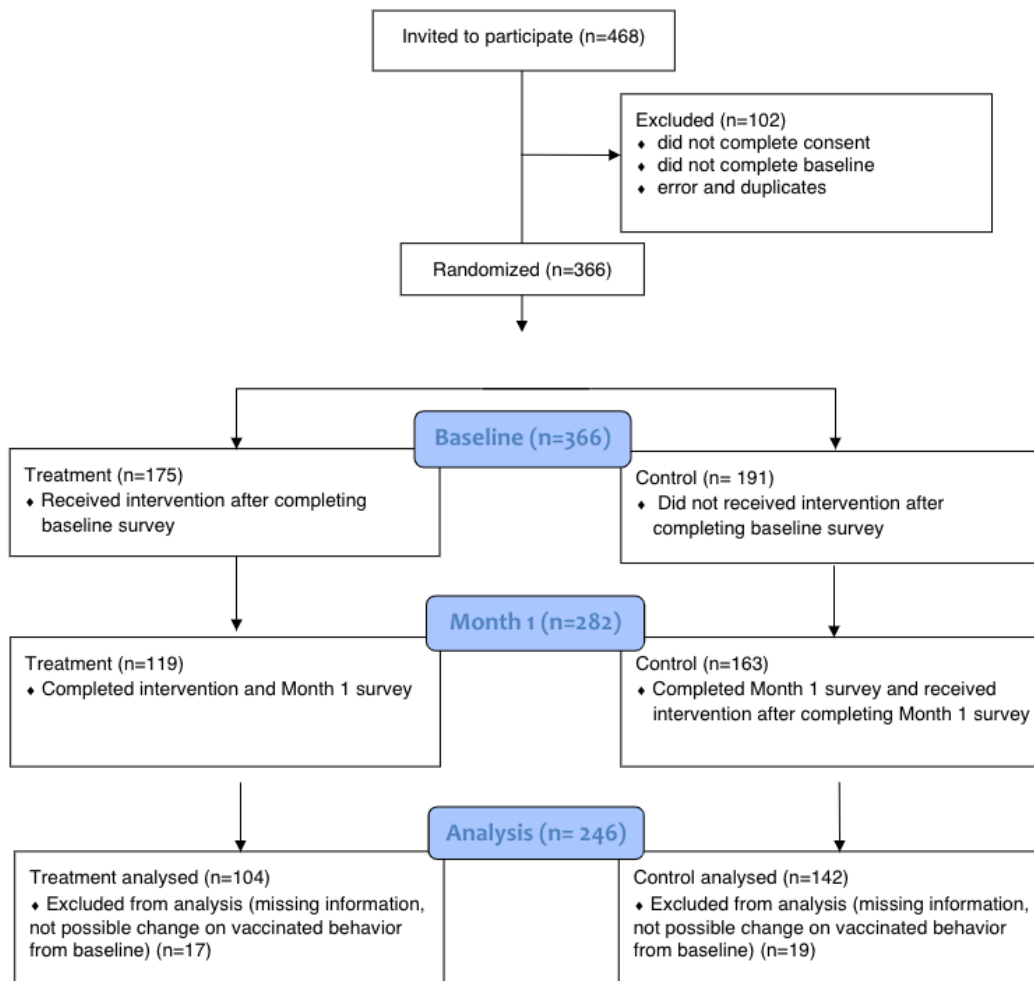 Invited to participate (n=468)
Excluded (n=102)
♦ did not complete consent
♦ did not complete baseline
♦ error and duplicates
Randomized (n=366)
Baseline (n=366)
Treatment (n=175)
♦ Received intervention after completing
baseline survey
Control (n= 191)
♦ Did not received intervention after
completing baseline survey
Month 1 (n=282)
Treatment (n=119)
♦ Completed intervention and Month 1 survey
Control (n=163)
♦ Completed Month 1 survey and received
intervention after completing Month 1 survey
Analysis (n= 246)
Treatment analysed (n=104)
♦ Excluded from analysis (missing information,
not possible change on vaccinated behavior
from baseline) (n=17)
Control analysed (n=142)
♦ Excluded from analysis (missing information,
not possible change on vaccinated behavior
from baseline) (n=19)